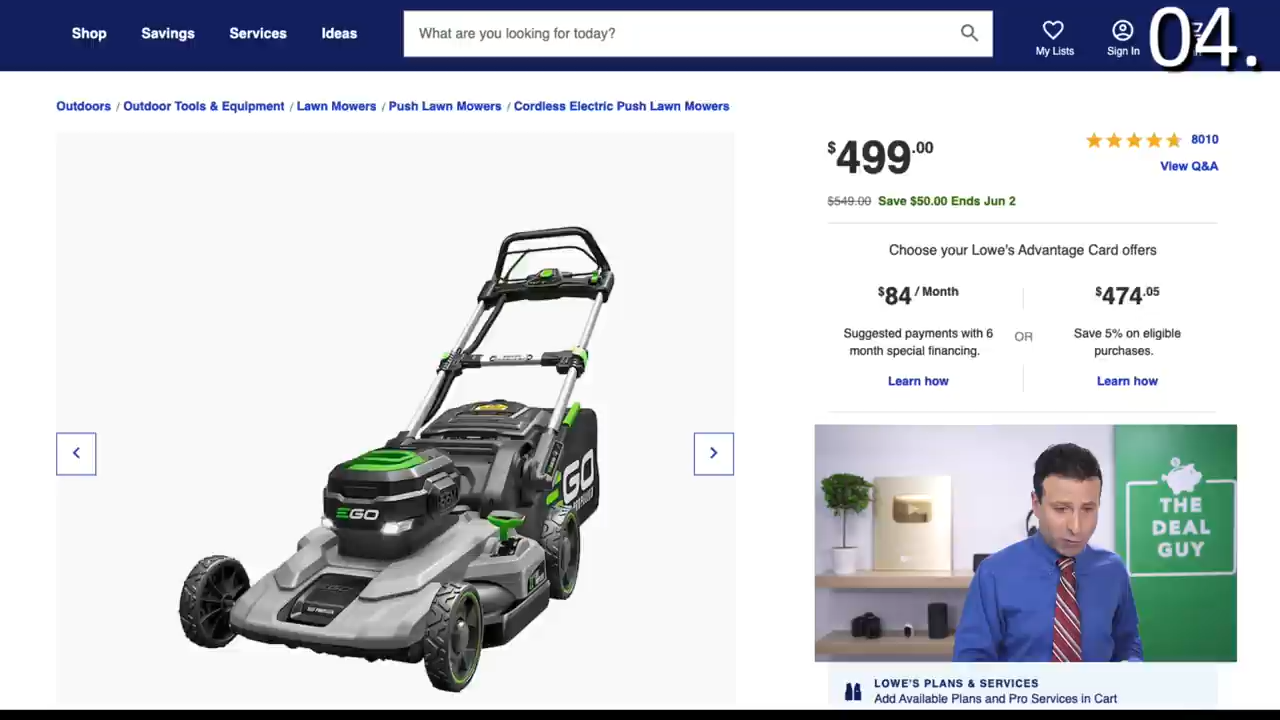 Shop Savings Services Ideas
What are you looking for today?
My Lists
Sign In
04.
Outdoors / Outdoor Tools & Equipment / Lawn Mowers / Push Lawn Mowers / Cordless Electric Push Lawn Mowers
$499.00
8010
View Q&A
$549.00 Save $50.00 Ends Jun 2
Choose your Lowe's Advantage Card offers
$84 / Month
Suggested payments with 6
month special financing.
Learn how
OR
$474.05
Save 5% on eligible
purchases.
Learn how
EGO
GO
THE
DEAL
GUY
LOWE'S PLANS & SERVICES
Add Available Plans and Pro Services in Cart